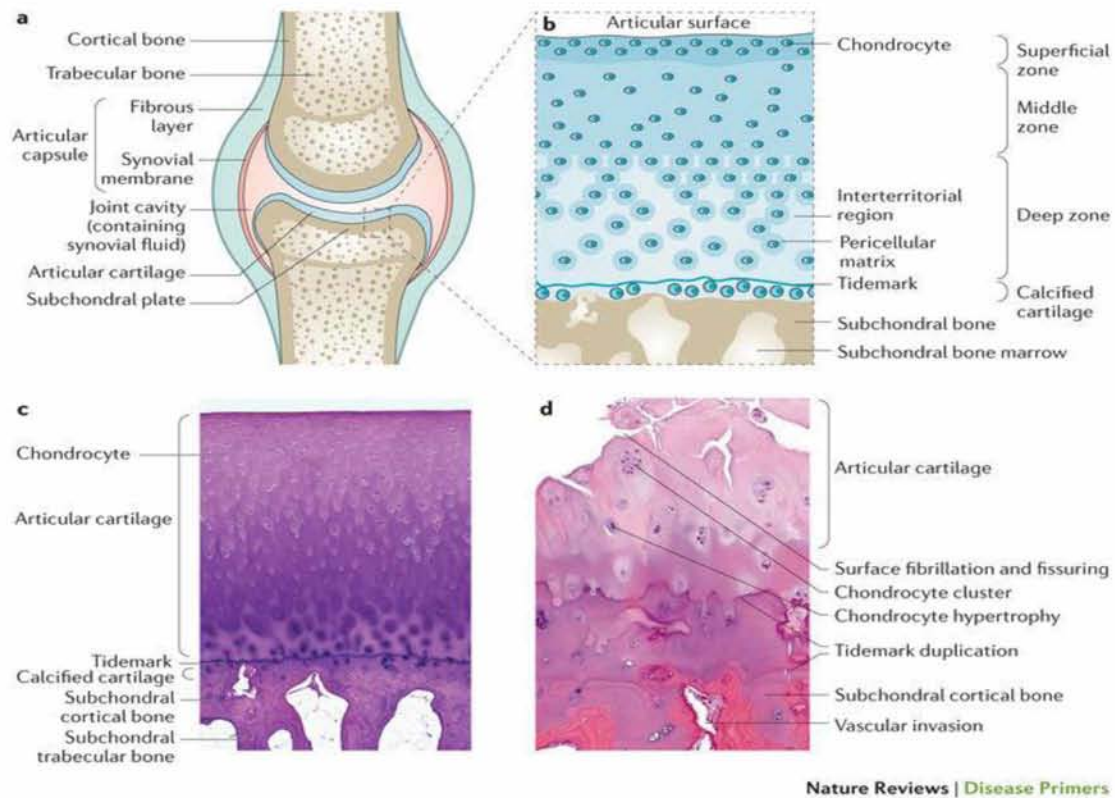 a
Cortical bone
Trabecular bone
Fibrous
layer
Articular
capsule
Synovial
membrane
Joint cavity
(containing
synovial fluid)
Articular cartilage
Subchondral plate
b
Articular surface
Chondrocyte
Superficial
zone
Middle
zone
Interterritorial
region
Deep zone
Pericellular
matrix
Tidemark
Calcified
cartilage
Subchondral bone
Subchondral bone marrow
c
Chondrocyte
Articular cartilage
Tidemark
Calcified cartilage
Subchondral
cortical bone
Subchondral
trabecular bone
d
Articular cartilage
Surface fibrillation and fissuring
Chondrocyte cluster
Chondrocyte hypertrophy
Tidemark duplication
Subchondral cortical bone
Vascular invasion
Nature Reviews | Disease Primers